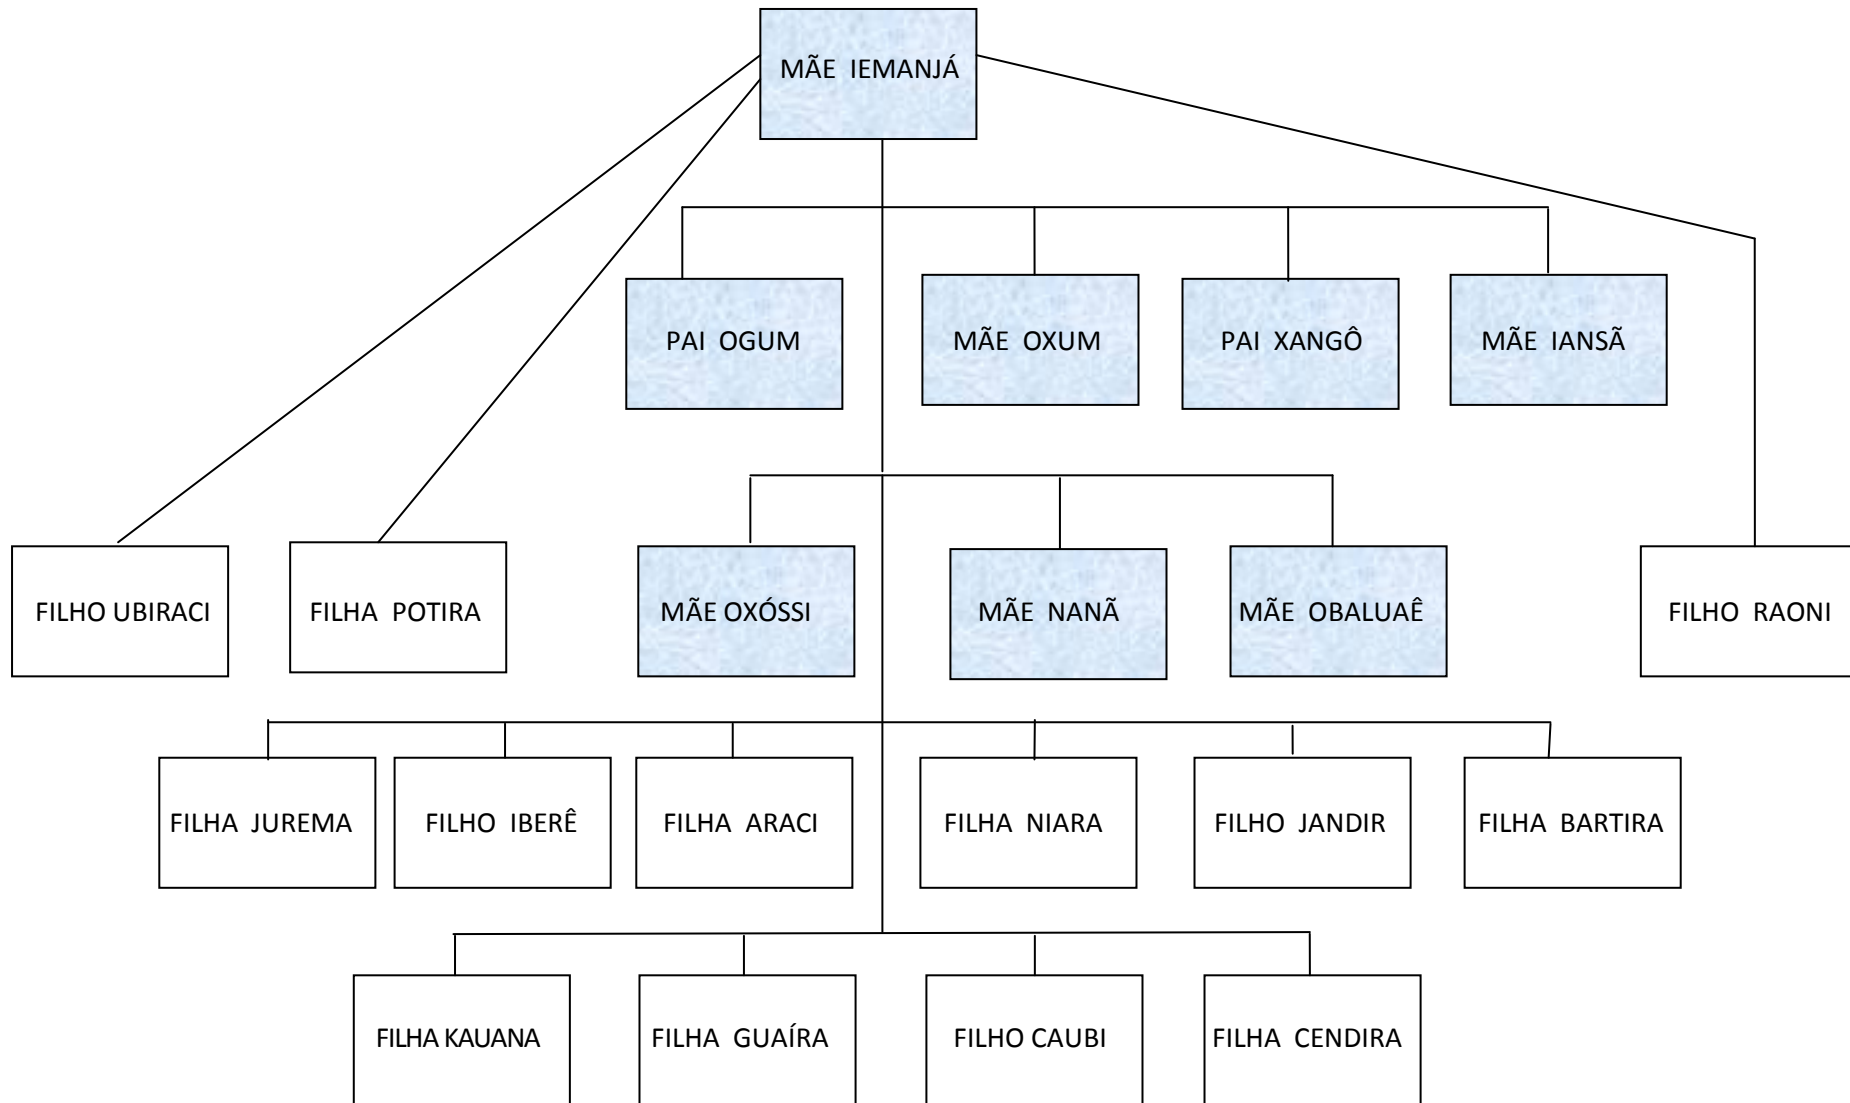 MÃE IEMANJÁ
PAI OGUM
MÃE OXUM
PAI XANGÔ
MÃE IANSÃ
FILHO UBIRACI
FILHA POTIRA
MÃE OXÓSSI
MÃE NANÃ
MÃE OBALUAÊ
FILHO RAONI
FILHA JUREMA
FILHO IBERÊ
FILHA ARACI
FILHA NIARA
FILHO JANDIR
FILHA BARTIRA
FILHA KAUANA
FILHA GUAÍRA
FILHO CAUBI
FILHA CENDIRA